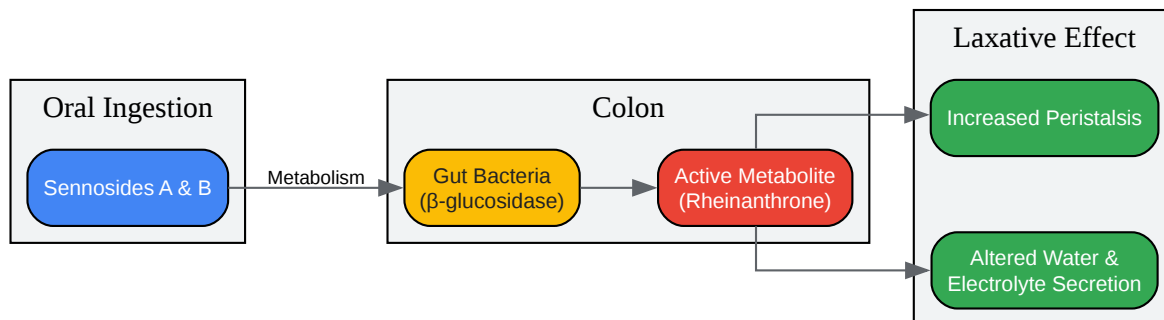 Oral Ingestion
Sennosides A & B
Metabolism
Colon
Gut Bacteria
(β-glucosidase)
Active Metabolite
(Rheinanthrone)
Laxative Effect
Increased Peristalsis
Altered Water &
Electrolyte Secretion